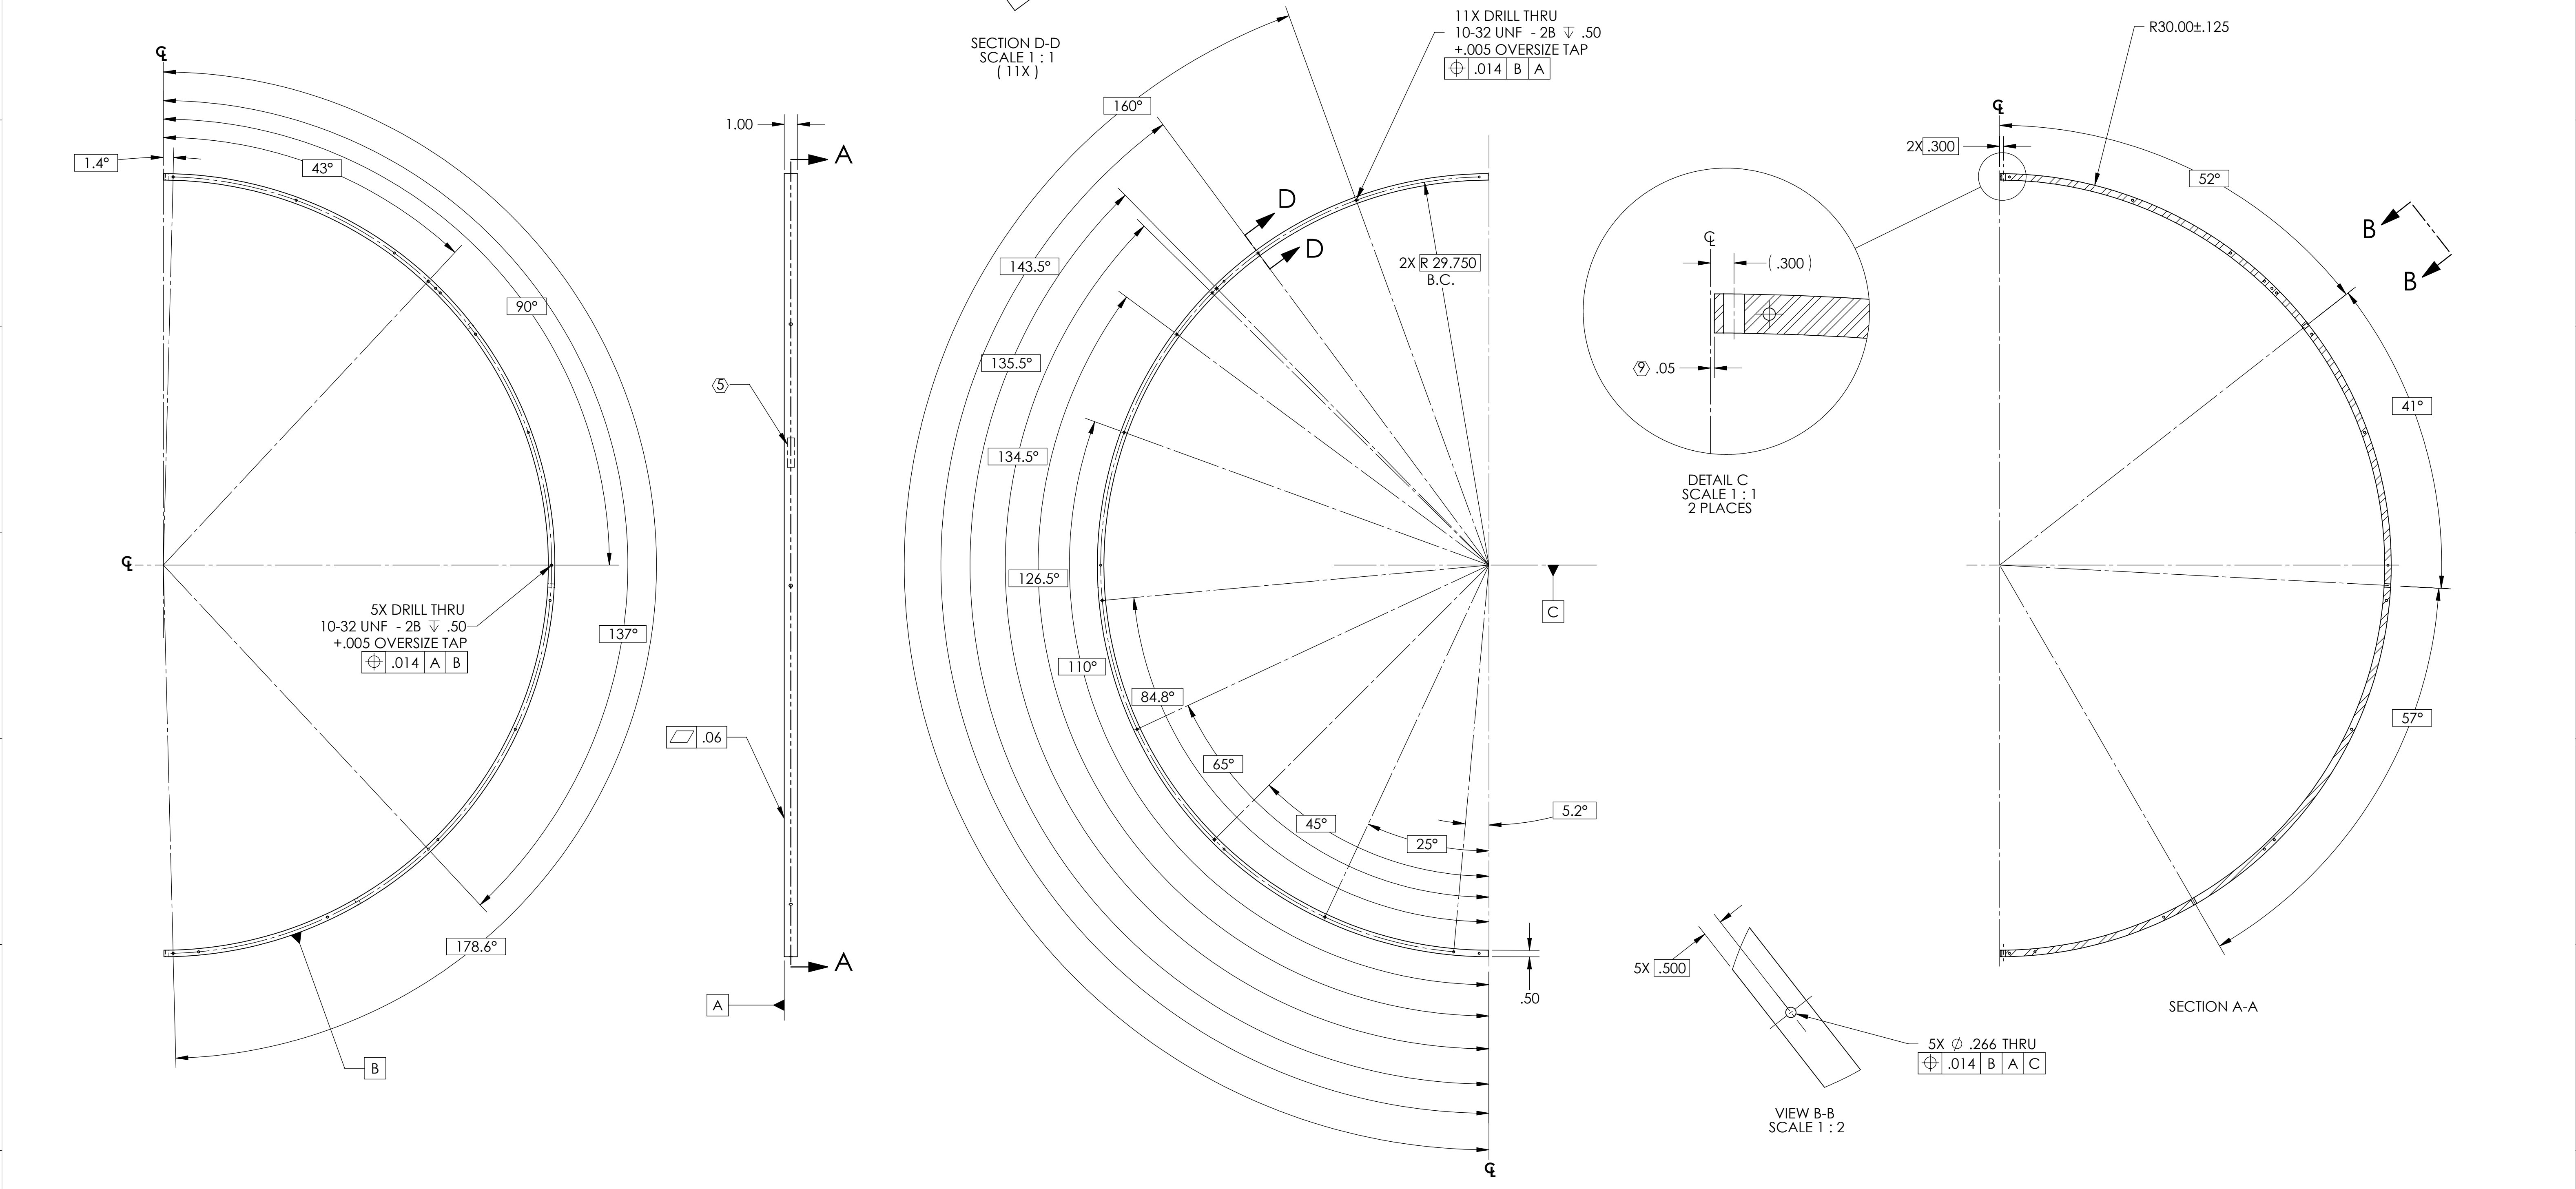 ℄
1.4°
43°
90°
137°
178.6°
℄
5X DRILL THRU
10-32 UNF - 2B ↧ .50
+.005 OVERSIZE TAP
⌖ .014 A B
B
1.00
A
5
⏥ .06
A
A
SECTION D-D
SCALE 1 : 1
( 11X )
11X DRILL THRU
10-32 UNF - 2B ↧ .50
+.005 OVERSIZE TAP
⌖ .014 B A
160°
D
D
143.5°
135.5°
134.5°
126.5°
110°
84.8°
65°
45°
25°
5.2°
2X R 29.750
B.C.
C
.50
℄
℄
( .300 )
9 .05
DETAIL C
SCALE 1 : 1
2 PLACES
R30.00±.125
℄
2X .300
52°
B
B
41°
57°
SECTION A-A
5X .500
5X ∅ .266 THRU
⌖ .014 B A C
VIEW B-B
SCALE 1 : 2